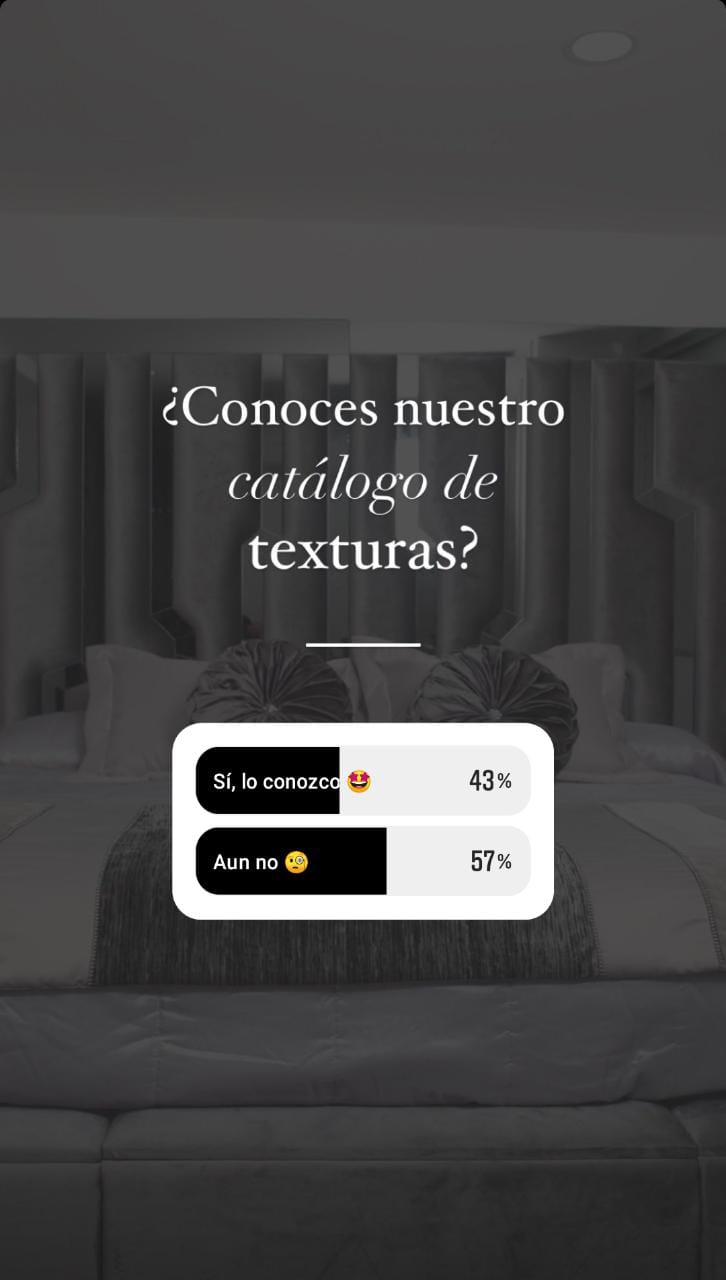 ¿Conoces nuestro
catálogo de
texturas?
Sí, lo conozco 🤩 43%
Aun no 🧐 57%